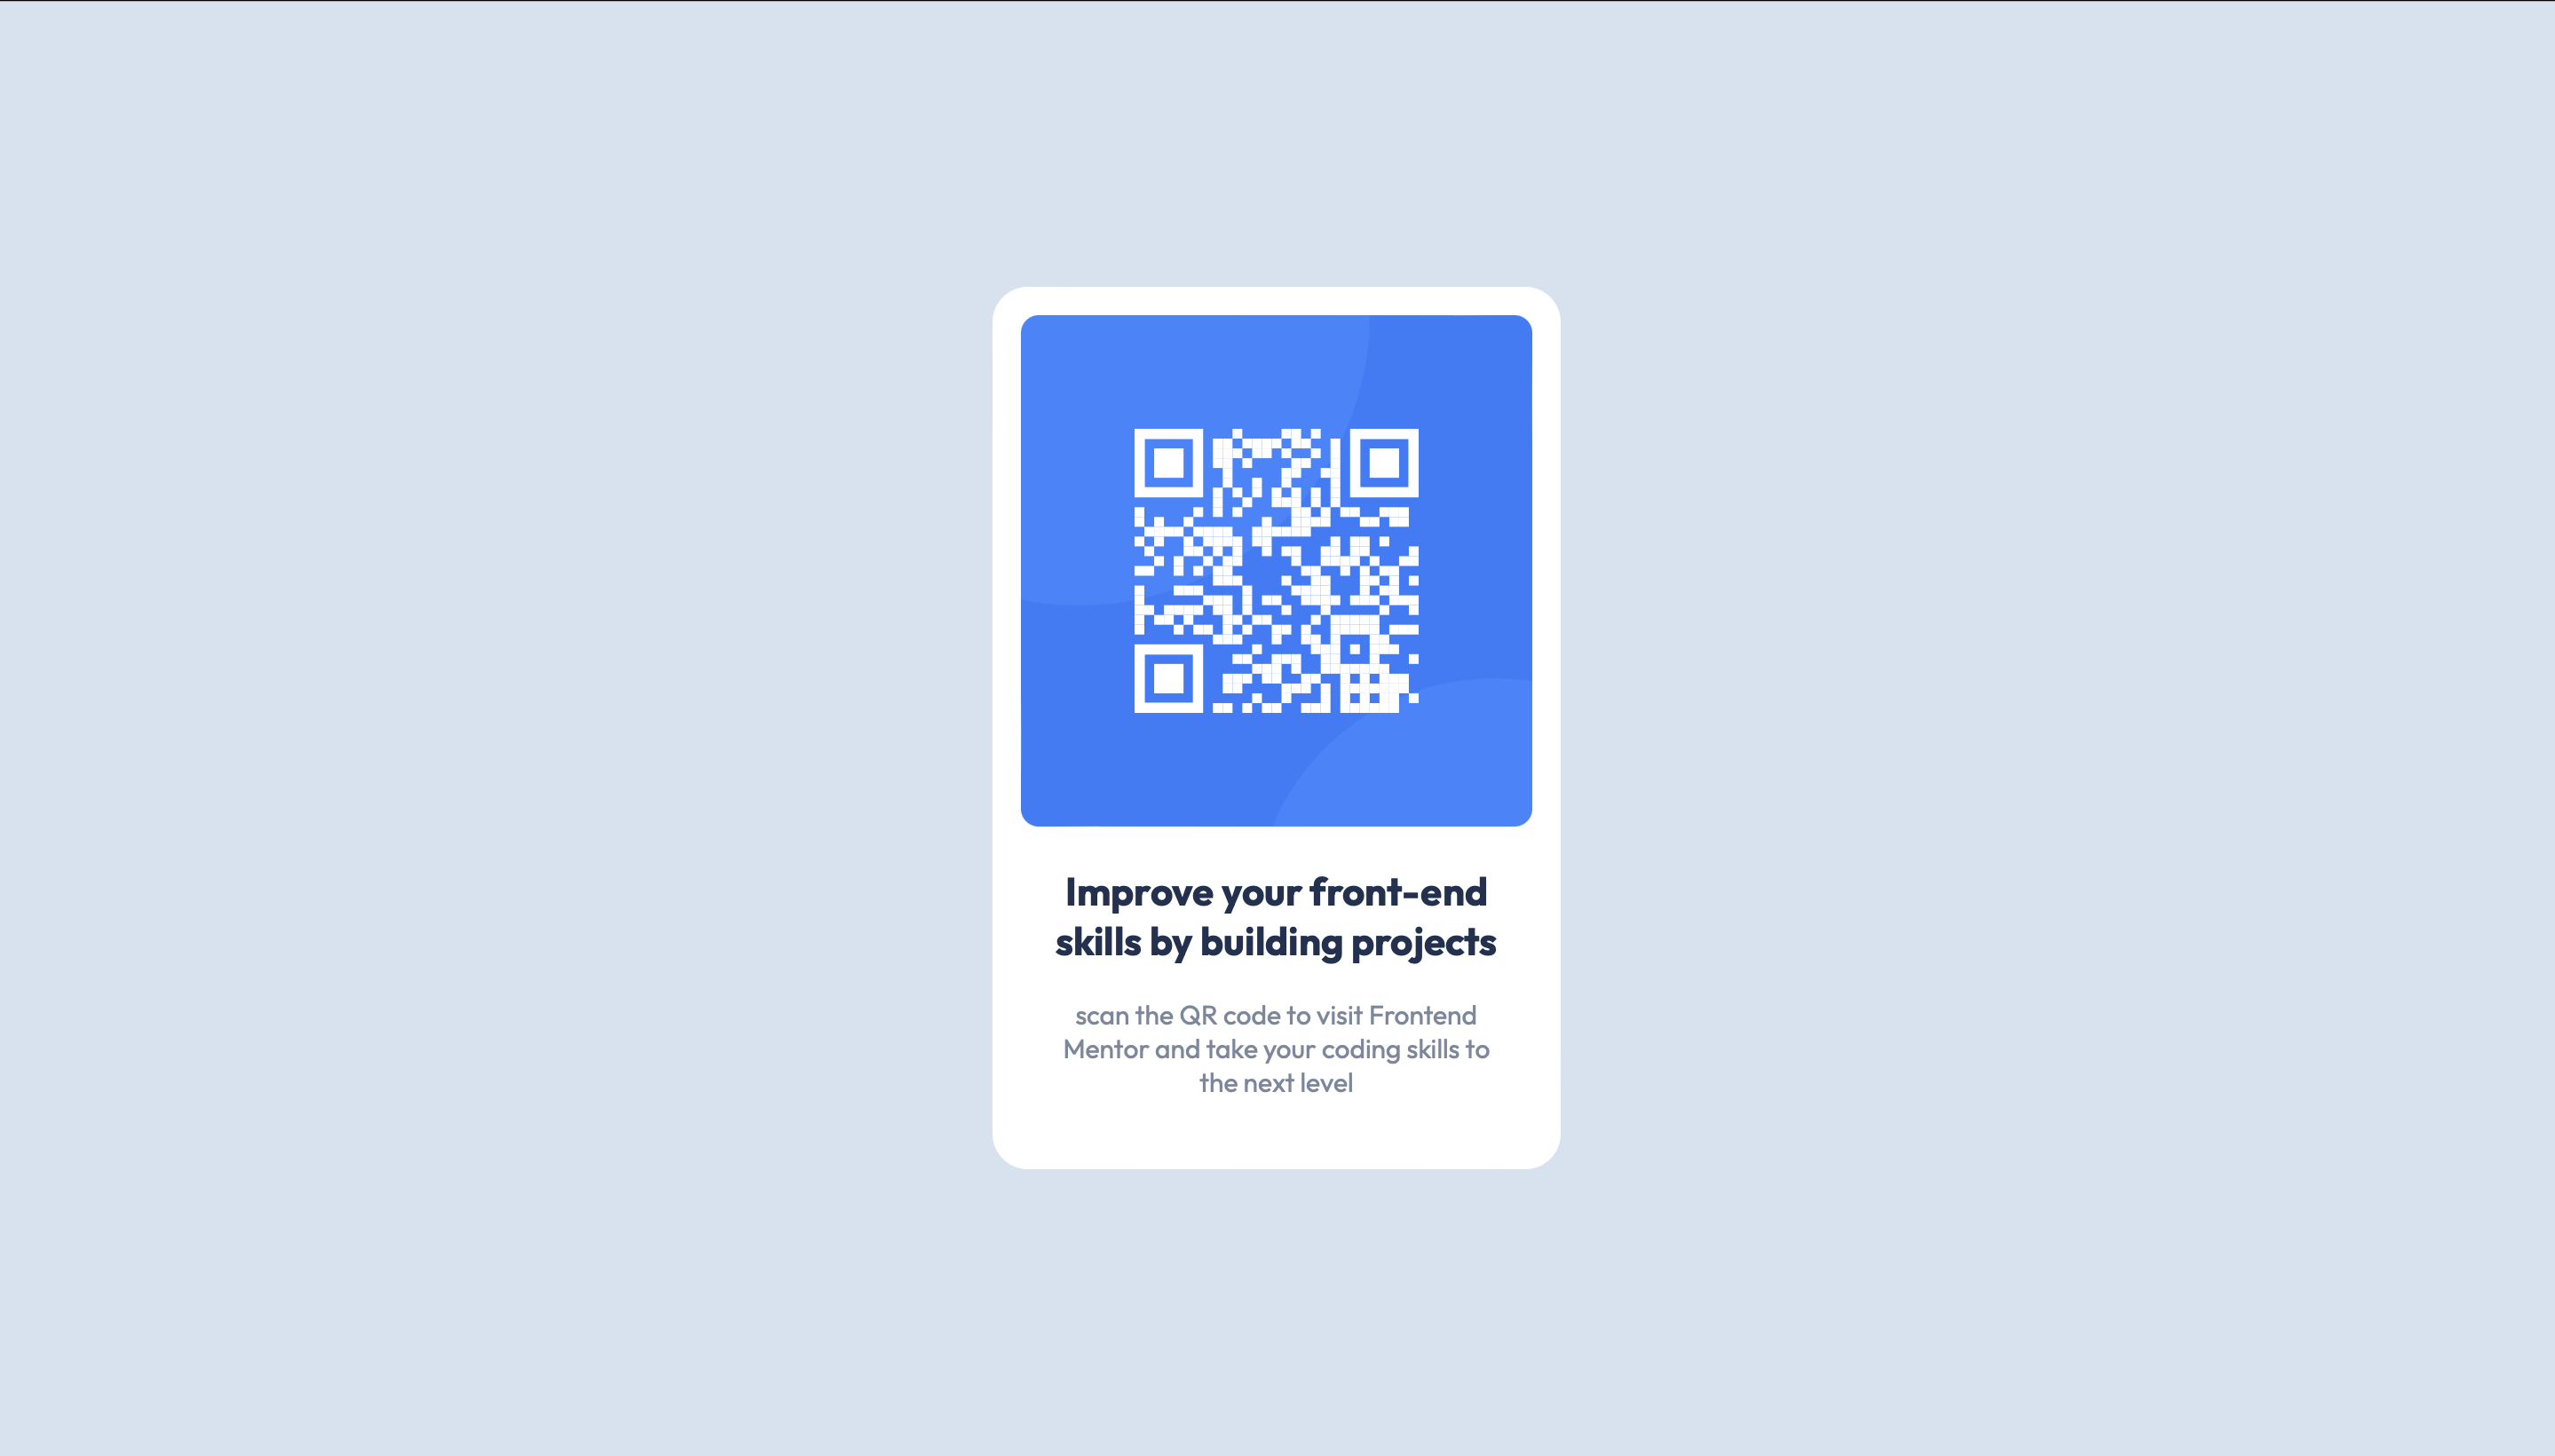 Improve your front-end
skills by building projects
scan the QR code to visit Frontend
Mentor and take your coding skills to
the next level